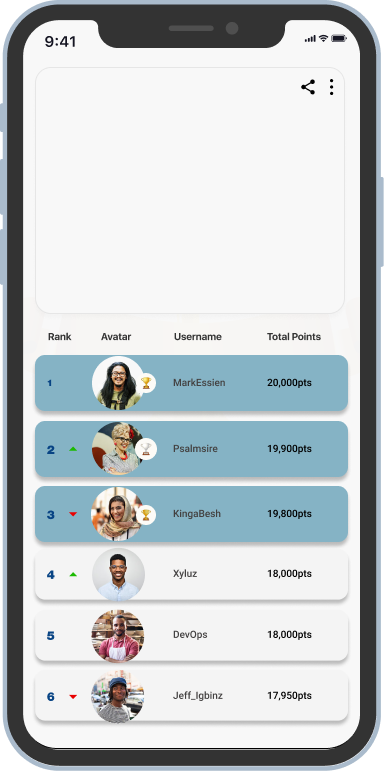 9:41
Rank Avatar Username Total Points
1 MarkEssien 20,000pts
2 Psalmsire 19,900pts
3 KingaBesh 19,800pts
4 Xyluz 18,000pts
5 DevOps 18,000pts
6 Jeff_Igbinz 17,950pts